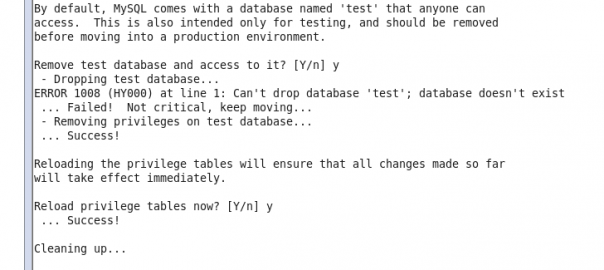 By default, MySQL comes with a database named 'test' that anyone can
access.  This is also intended only for testing, and should be removed
before moving into a production environment.
Remove test database and access to it? [Y/n] y
 - Dropping test database...
ERROR 1008 (HY000) at line 1: Can't drop database 'test'; database doesn't exist
 ... Failed!  Not critical, keep moving...
 - Removing privileges on test database...
 ... Success!
Reloading the privilege tables will ensure that all changes made so far
will take effect immediately.
Reload privilege tables now? [Y/n] y
 ... Success!
Cleaning up...